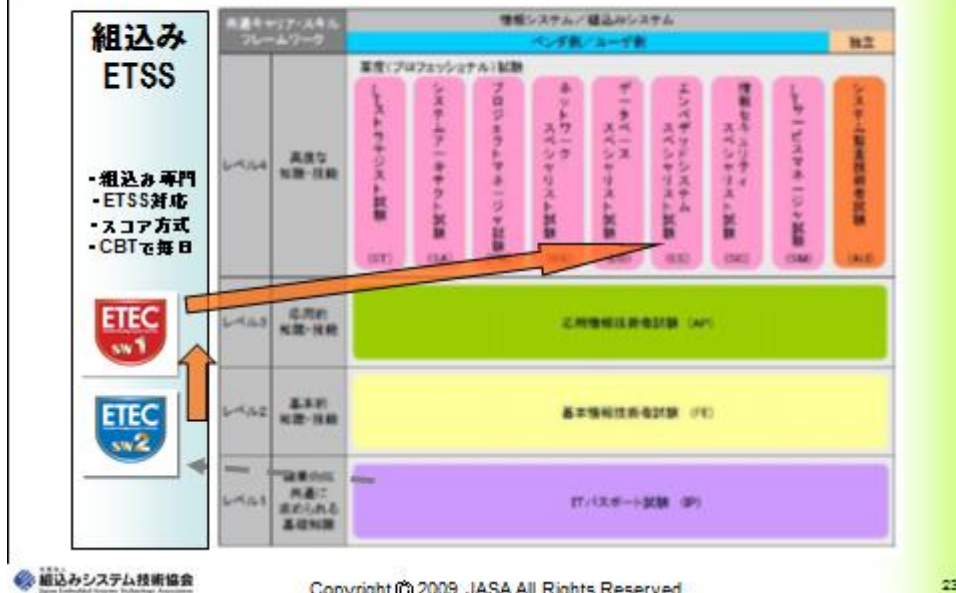 組込み
ETSS
・組込み専門
・ETSS対応
・スコア方式
・CBTで毎日
ETEC
SW1
ETEC
SW2
共通キャリア・スキル
フレームワーク
情報システム/組込みシステム
ベンダ側/ユーザ側
独立
高度(プロフェッショナル)試験
レベル4
高度な
知識・技能
ITストラテジスト試験
(ST)
システムアーキテクト試験
(SA)
プロジェクトマネージャ試験
ネットワーク
スペシャリスト試験
データベース
スペシャリスト試験
エンベデッドシステム
スペシャリスト試験
(ES)
情報セキュリティ
スペシャリスト試験
(SC)
ITサービスマネージャ試験
(SM)
システム監査技術者試験
(AU)
レベル3
応用的
知識・技能
応用情報技術者試験 (AP)
レベル2
基本的
知識・技能
基本情報技術者試験 (FE)
レベル1
共通に
求められる
基礎知識
ITパスポート試験 (IP)
組込みシステム技術協会
Japan Embedded Systems Technology Association
Copyright © 2009 JASA All Rights Reserved
23